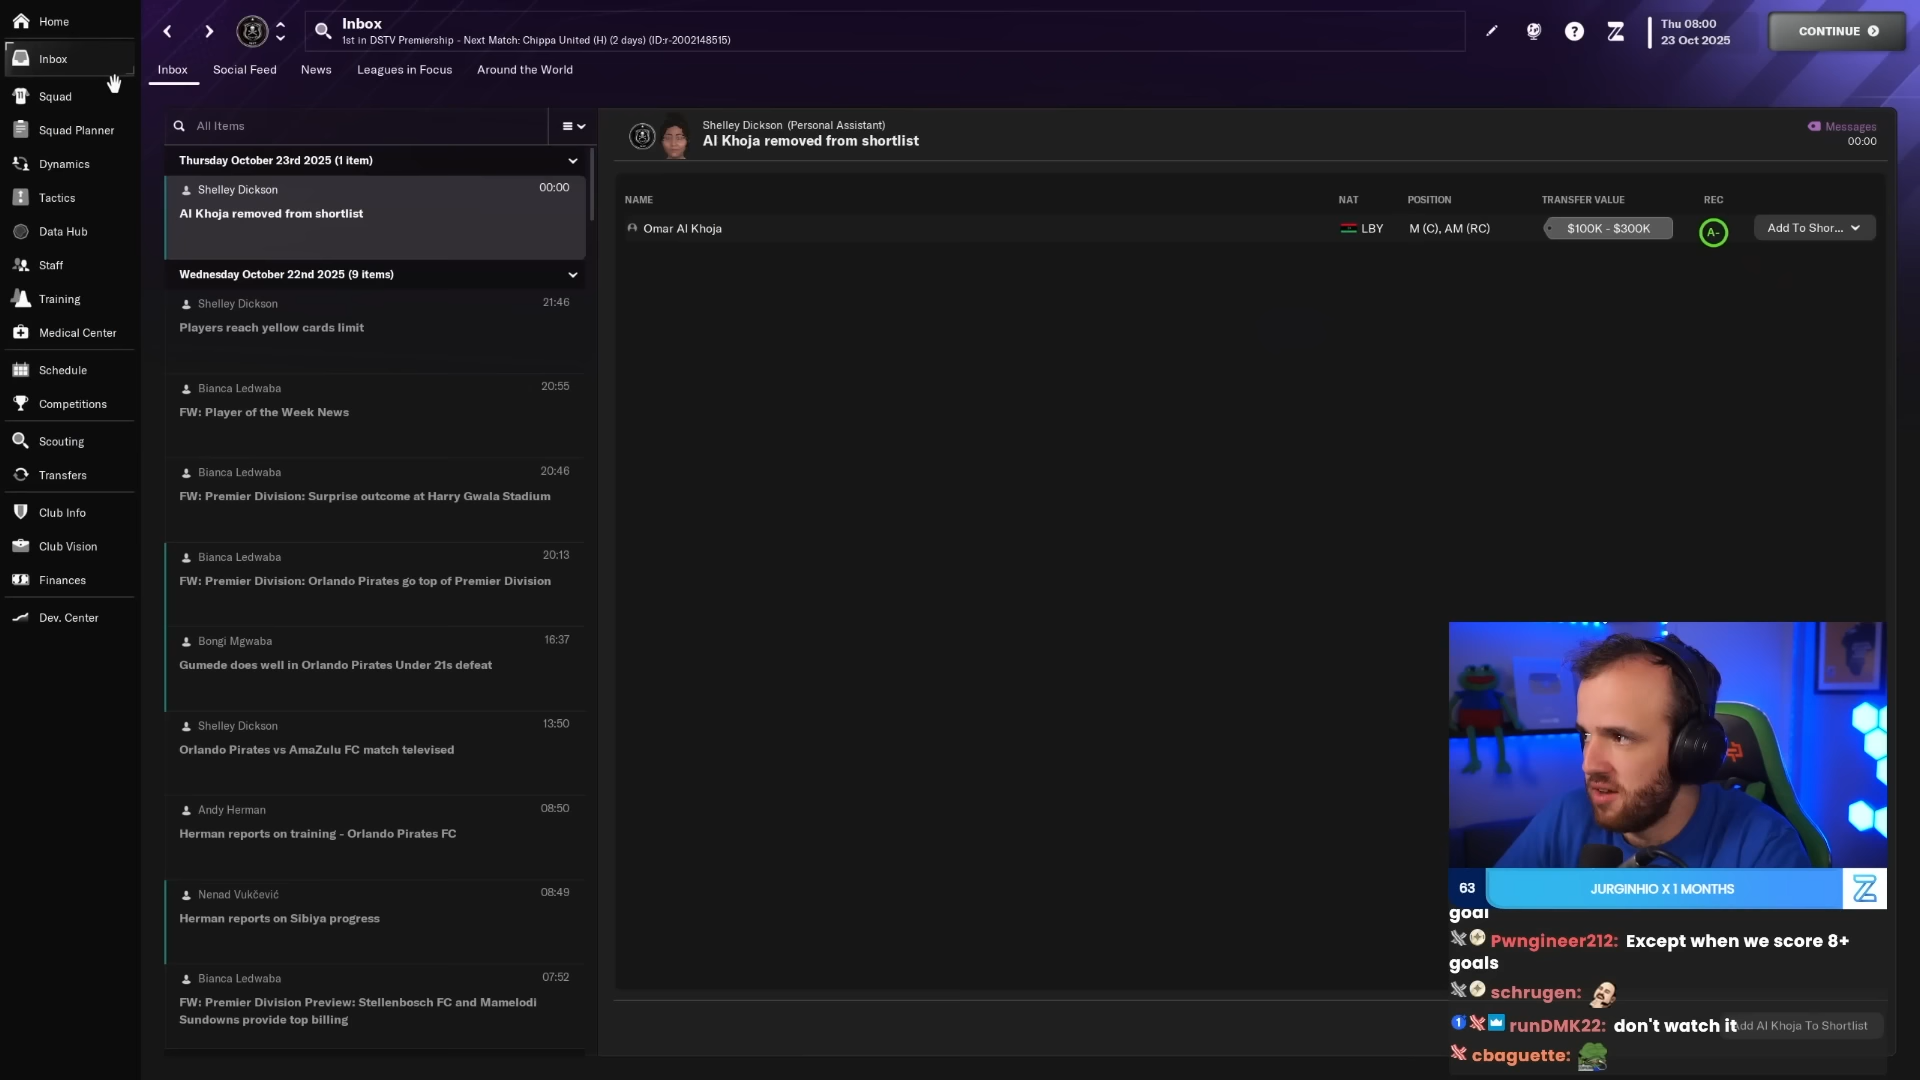 Home
Inbox
Squad
Squad Planner
Dynamics
Tactics
Data Hub
Staff
Training
Medical Center
Schedule
Competitions
Scouting
Transfers
Club Info
Club Vision
Finances
Dev. Center
Inbox
1st in DSTV Premiership - Next Match: Chippa United (H) (2 days) (ID:r-2002148515)
Thu 08:00
23 Oct 2025
CONTINUE
Inbox Social Feed News Leagues in Focus Around the World
All Items
Thursday October 23rd 2025 (1 item)
Shelley Dickson 00:00
Al Khoja removed from shortlist
Wednesday October 22nd 2025 (9 items)
Shelley Dickson 21:46
Players reach yellow cards limit
Bianca Ledwaba 20:55
FW: Player of the Week News
Bianca Ledwaba 20:46
FW: Premier Division: Surprise outcome at Harry Gwala Stadium
Bianca Ledwaba 20:13
FW: Premier Division: Orlando Pirates go top of Premier Division
Bongi Mgwaba 16:37
Gumede does well in Orlando Pirates Under 21s defeat
Shelley Dickson 13:50
Orlando Pirates vs AmaZulu FC match televised
Andy Herman 08:50
Herman reports on training - Orlando Pirates FC
Nenad Vukčević 08:49
Herman reports on Sibiya progress
Bianca Ledwaba 07:52
FW: Premier Division Preview: Stellenbosch FC and Mamelodi
Sundowns provide top billing
Shelley Dickson (Personal Assistant)
Al Khoja removed from shortlist
Messages
00:00
NAME NAT POSITION TRANSFER VALUE REC
Omar Al Khoja LBY M (C), AM (RC) $100K - $300K A- Add To Shor...
63 JURGINHIO X 1 MONTHS
goal
Pwngineer212: Except when we score 8+
goals
schrugen:
runDMK22: don't watch it
dd Al Khoja To Shortlist
cbaguette: